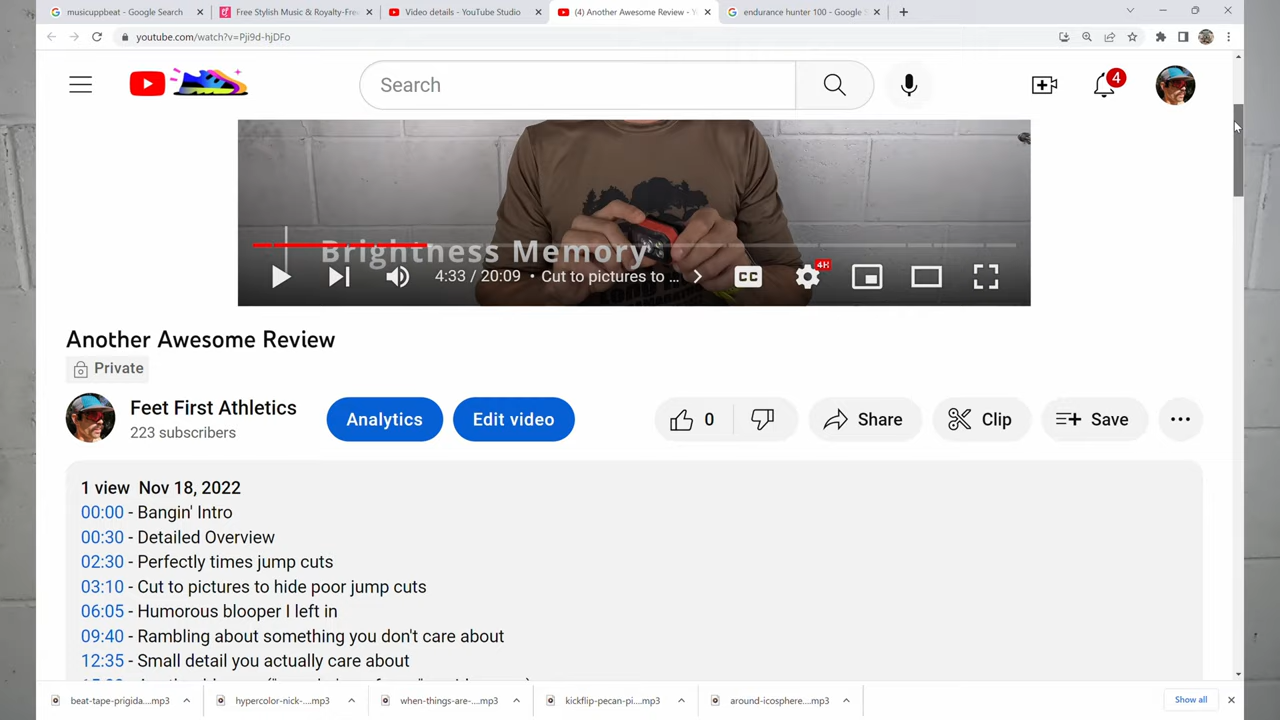 musicuppbeat - Google Search
Free Stylish Music & Royalty-Fre
Video details - YouTube Studio
(4) Another Awesome Review - Y
endurance hunter 100 - Google S
youtube.com/watch?v=Pji9d-hjDFo
Search
4
Brightness Memory
4:33 / 20:09 • Cut to pictures to ...
CC
4K
Another Awesome Review
Private
Feet First Athletics
223 subscribers
Analytics
Edit video
0
Share
Clip
Save
1 view Nov 18, 2022
00:00 - Bangin' Intro
00:30 - Detailed Overview
02:30 - Perfectly times jump cuts
03:10 - Cut to pictures to hide poor jump cuts
06:05 - Humorous blooper I left in
09:40 - Rambling about something you don't care about
12:35 - Small detail you actually care about
beat-tape-prigida....mp3
hypercolor-nick-....mp3
when-things-are-....mp3
kickflip-pecan-pi....mp3
around-icosphere....mp3
Show all